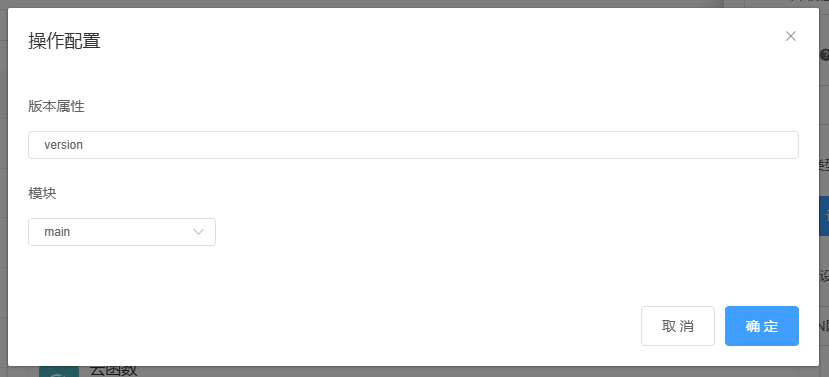 操作配置
版本属性
version
模块
main
取消
确定
云函数